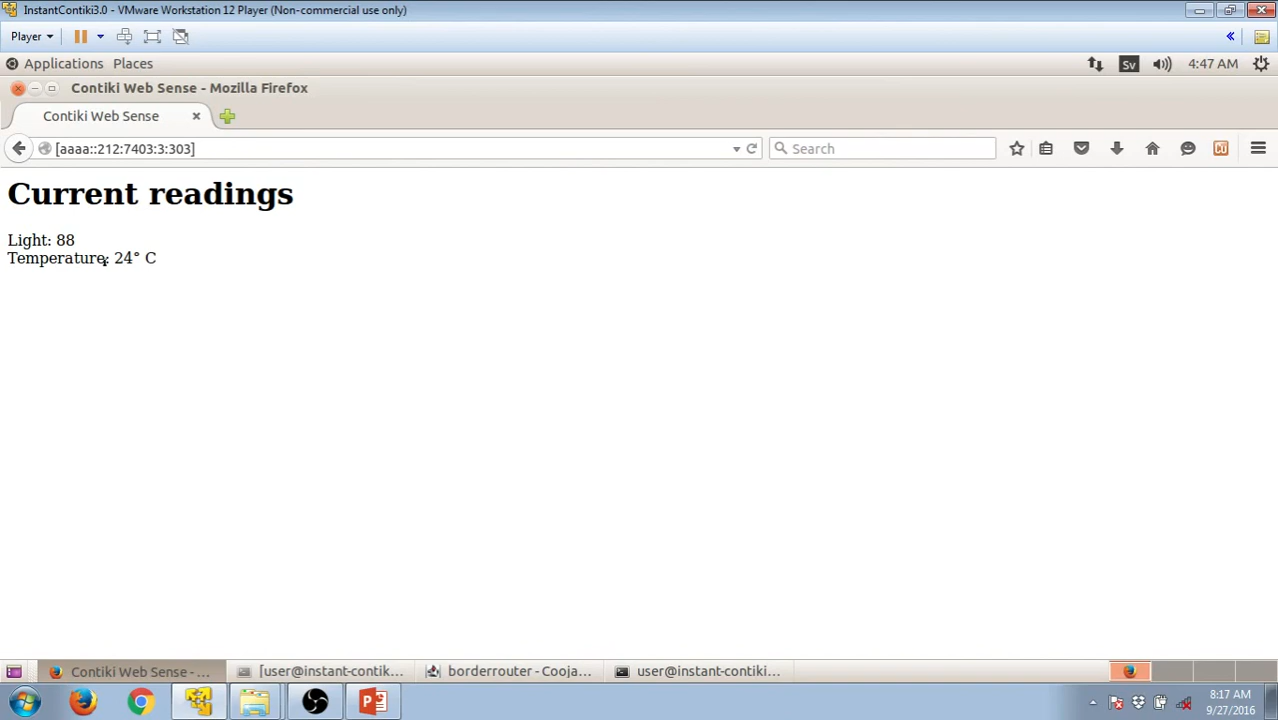 InstantContiki3.0 - VMware Workstation 12 Player (Non-commercial use only)
Player
Applications Places
Sv
4:47 AM
Contiki Web Sense - Mozilla Firefox
Contiki Web Sense
[aaaa::212:7403:3:303]
Search
Current readings
Light: 88
Temperature: 24° C
Contiki Web Sense - ...
[user@instant-contik...
borderrouter - Cooja...
user@instant-contiki...
8:17 AM
9/27/2016